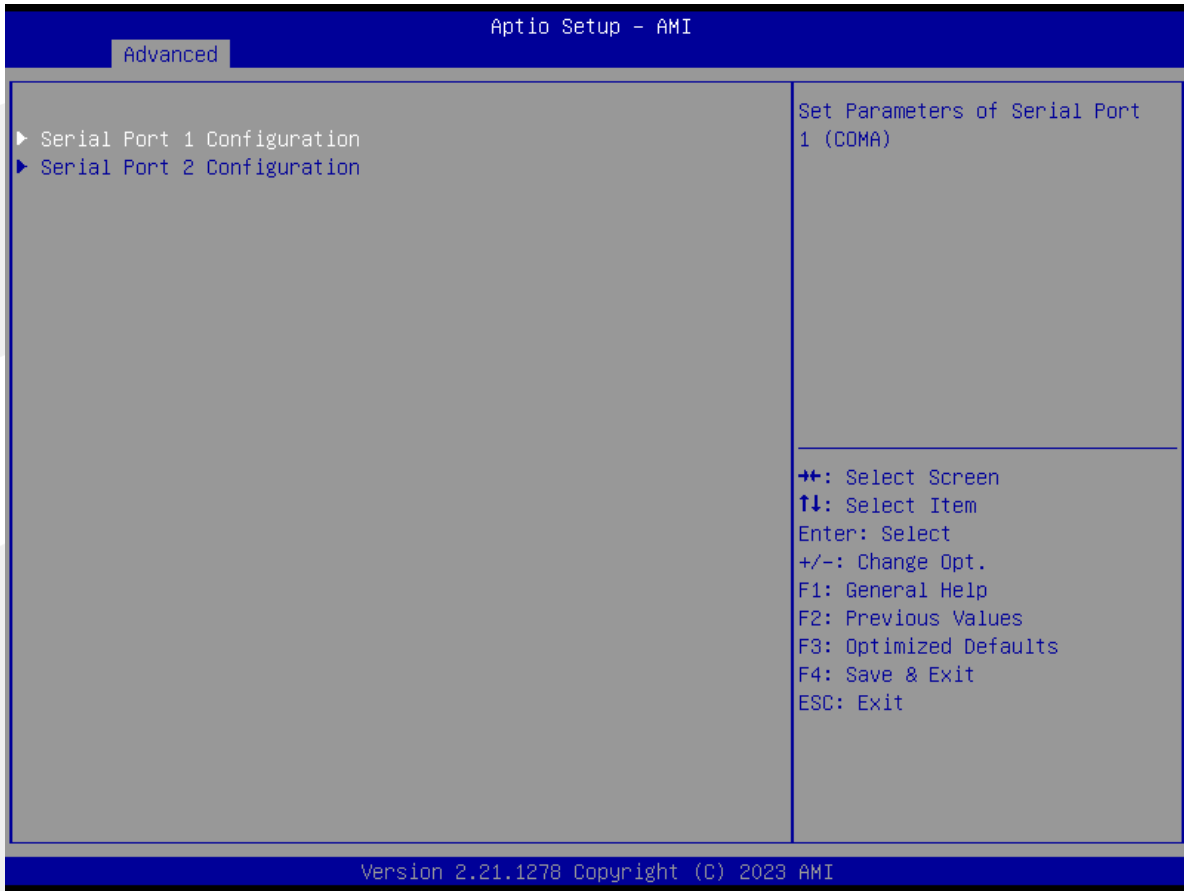 Aptio Setup – AMI
Advanced
▶ Serial Port 1 Configuration
▶ Serial Port 2 Configuration
Set Parameters of Serial Port
1 (COMA)
→←: Select Screen
↑↓: Select Item
Enter: Select
+/-: Change Opt.
F1: General Help
F2: Previous Values
F3: Optimized Defaults
F4: Save & Exit
ESC: Exit
Version 2.21.1278 Copyright (C) 2023 AMI